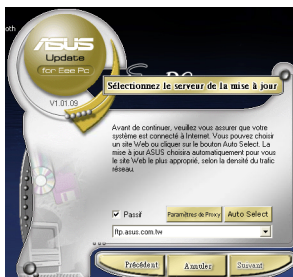 oth
ASUS
Update
for Eee Pc
V1.01.09
Sélectionnez le serveur de la mise à jour
Avant de continuer, veuillez vous assurer que votre
système est connecté à Internet. Vous pouvez choisir
un site Web ou cliquer sur le bouton Auto Select. La
mise à jour ASUS choisira automatiquement pour vous
le site Web le plus approprié, selon la densité du trafic
réseau.
Passif
Paramètres de Proxy
Auto Select
ftp.asus.com.tw
Précédent
Annuler
Suivant